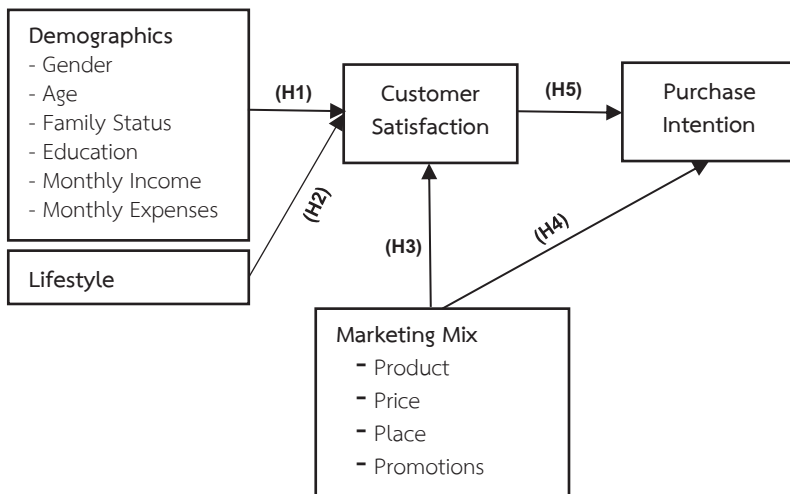 Demographics
- Gender
- Age
- Family Status
- Education
- Monthly Income
- Monthly Expenses
Lifestyle
(H1)
(H2)
Customer
Satisfaction
(H5)
Purchase
Intention
(H3)
(H4)
Marketing Mix
- Product
- Price
- Place
- Promotions